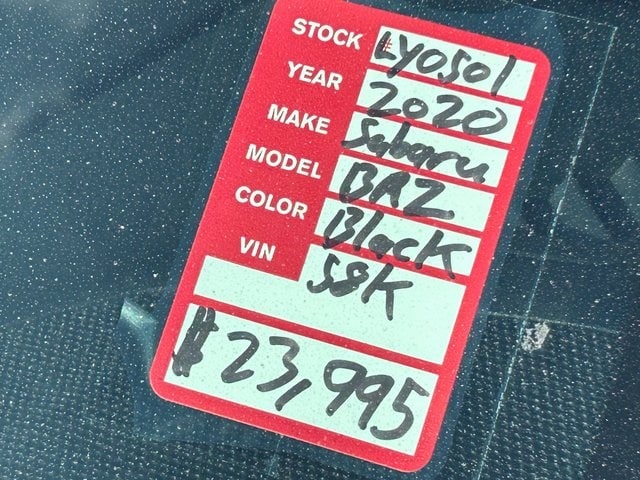 STOCK # LY0501
YEAR 2020
MAKE Subaru
MODEL BRZ
COLOR Black
VIN 58K
$23,995